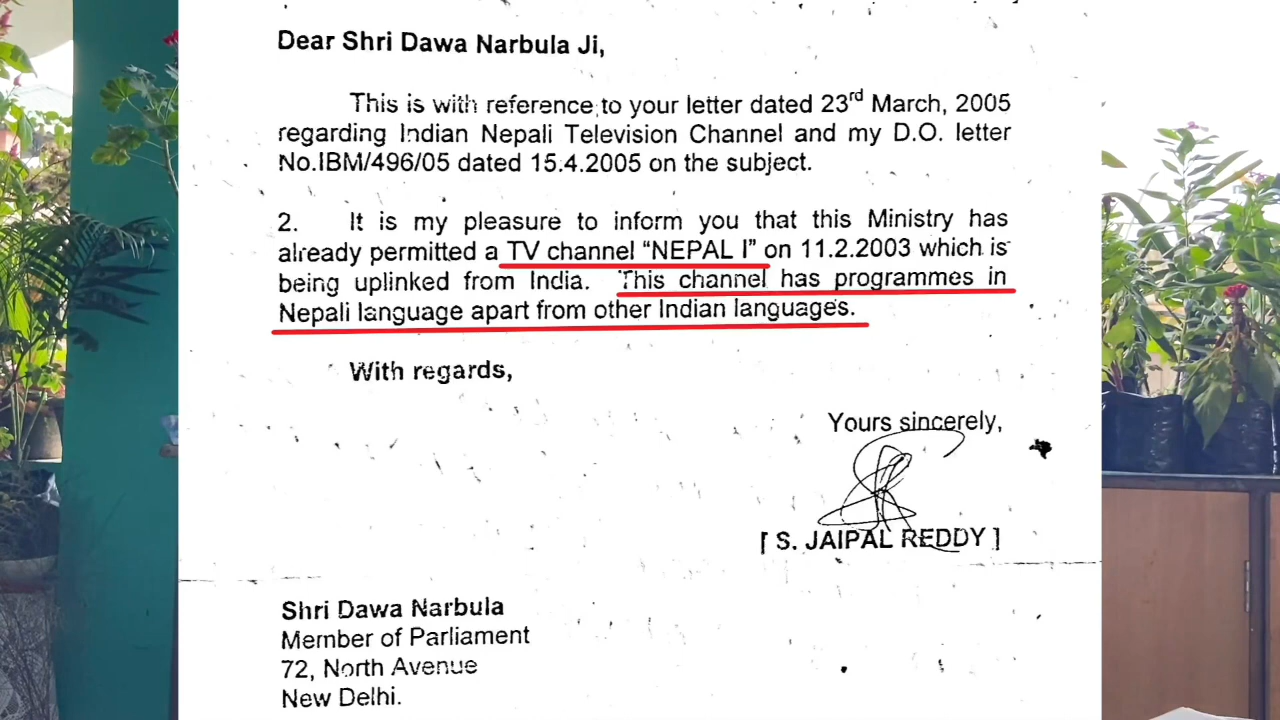 Dear Shri Dawa Narbula Ji,
This is with reference to your letter dated 23rd March, 2005
regarding Indian Nepali Television Channel and my D.O. letter
No.IBM/496/05 dated 15.4.2005 on the subject.
2. It is my pleasure to inform you that this Ministry has
already permitted a TV channel “NEPAL I” on 11.2.2003 which is
being uplinked from India. This channel has programmes in
Nepali language apart from other Indian languages.
With regards,
Yours sincerely,
[ S. JAIPAL REDDY ]
Shri Dawa Narbula
Member of Parliament
72, North Avenue
New Delhi.